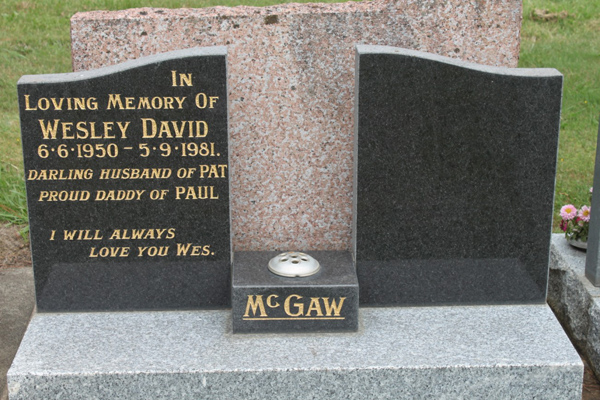 In
Loving Memory Of
Wesley David
6·6·1950 – 5·9·1981.
DARLING HUSBAND OF PAT
PROUD DADDY OF PAUL
I WILL ALWAYS
LOVE YOU WES.
McGAW